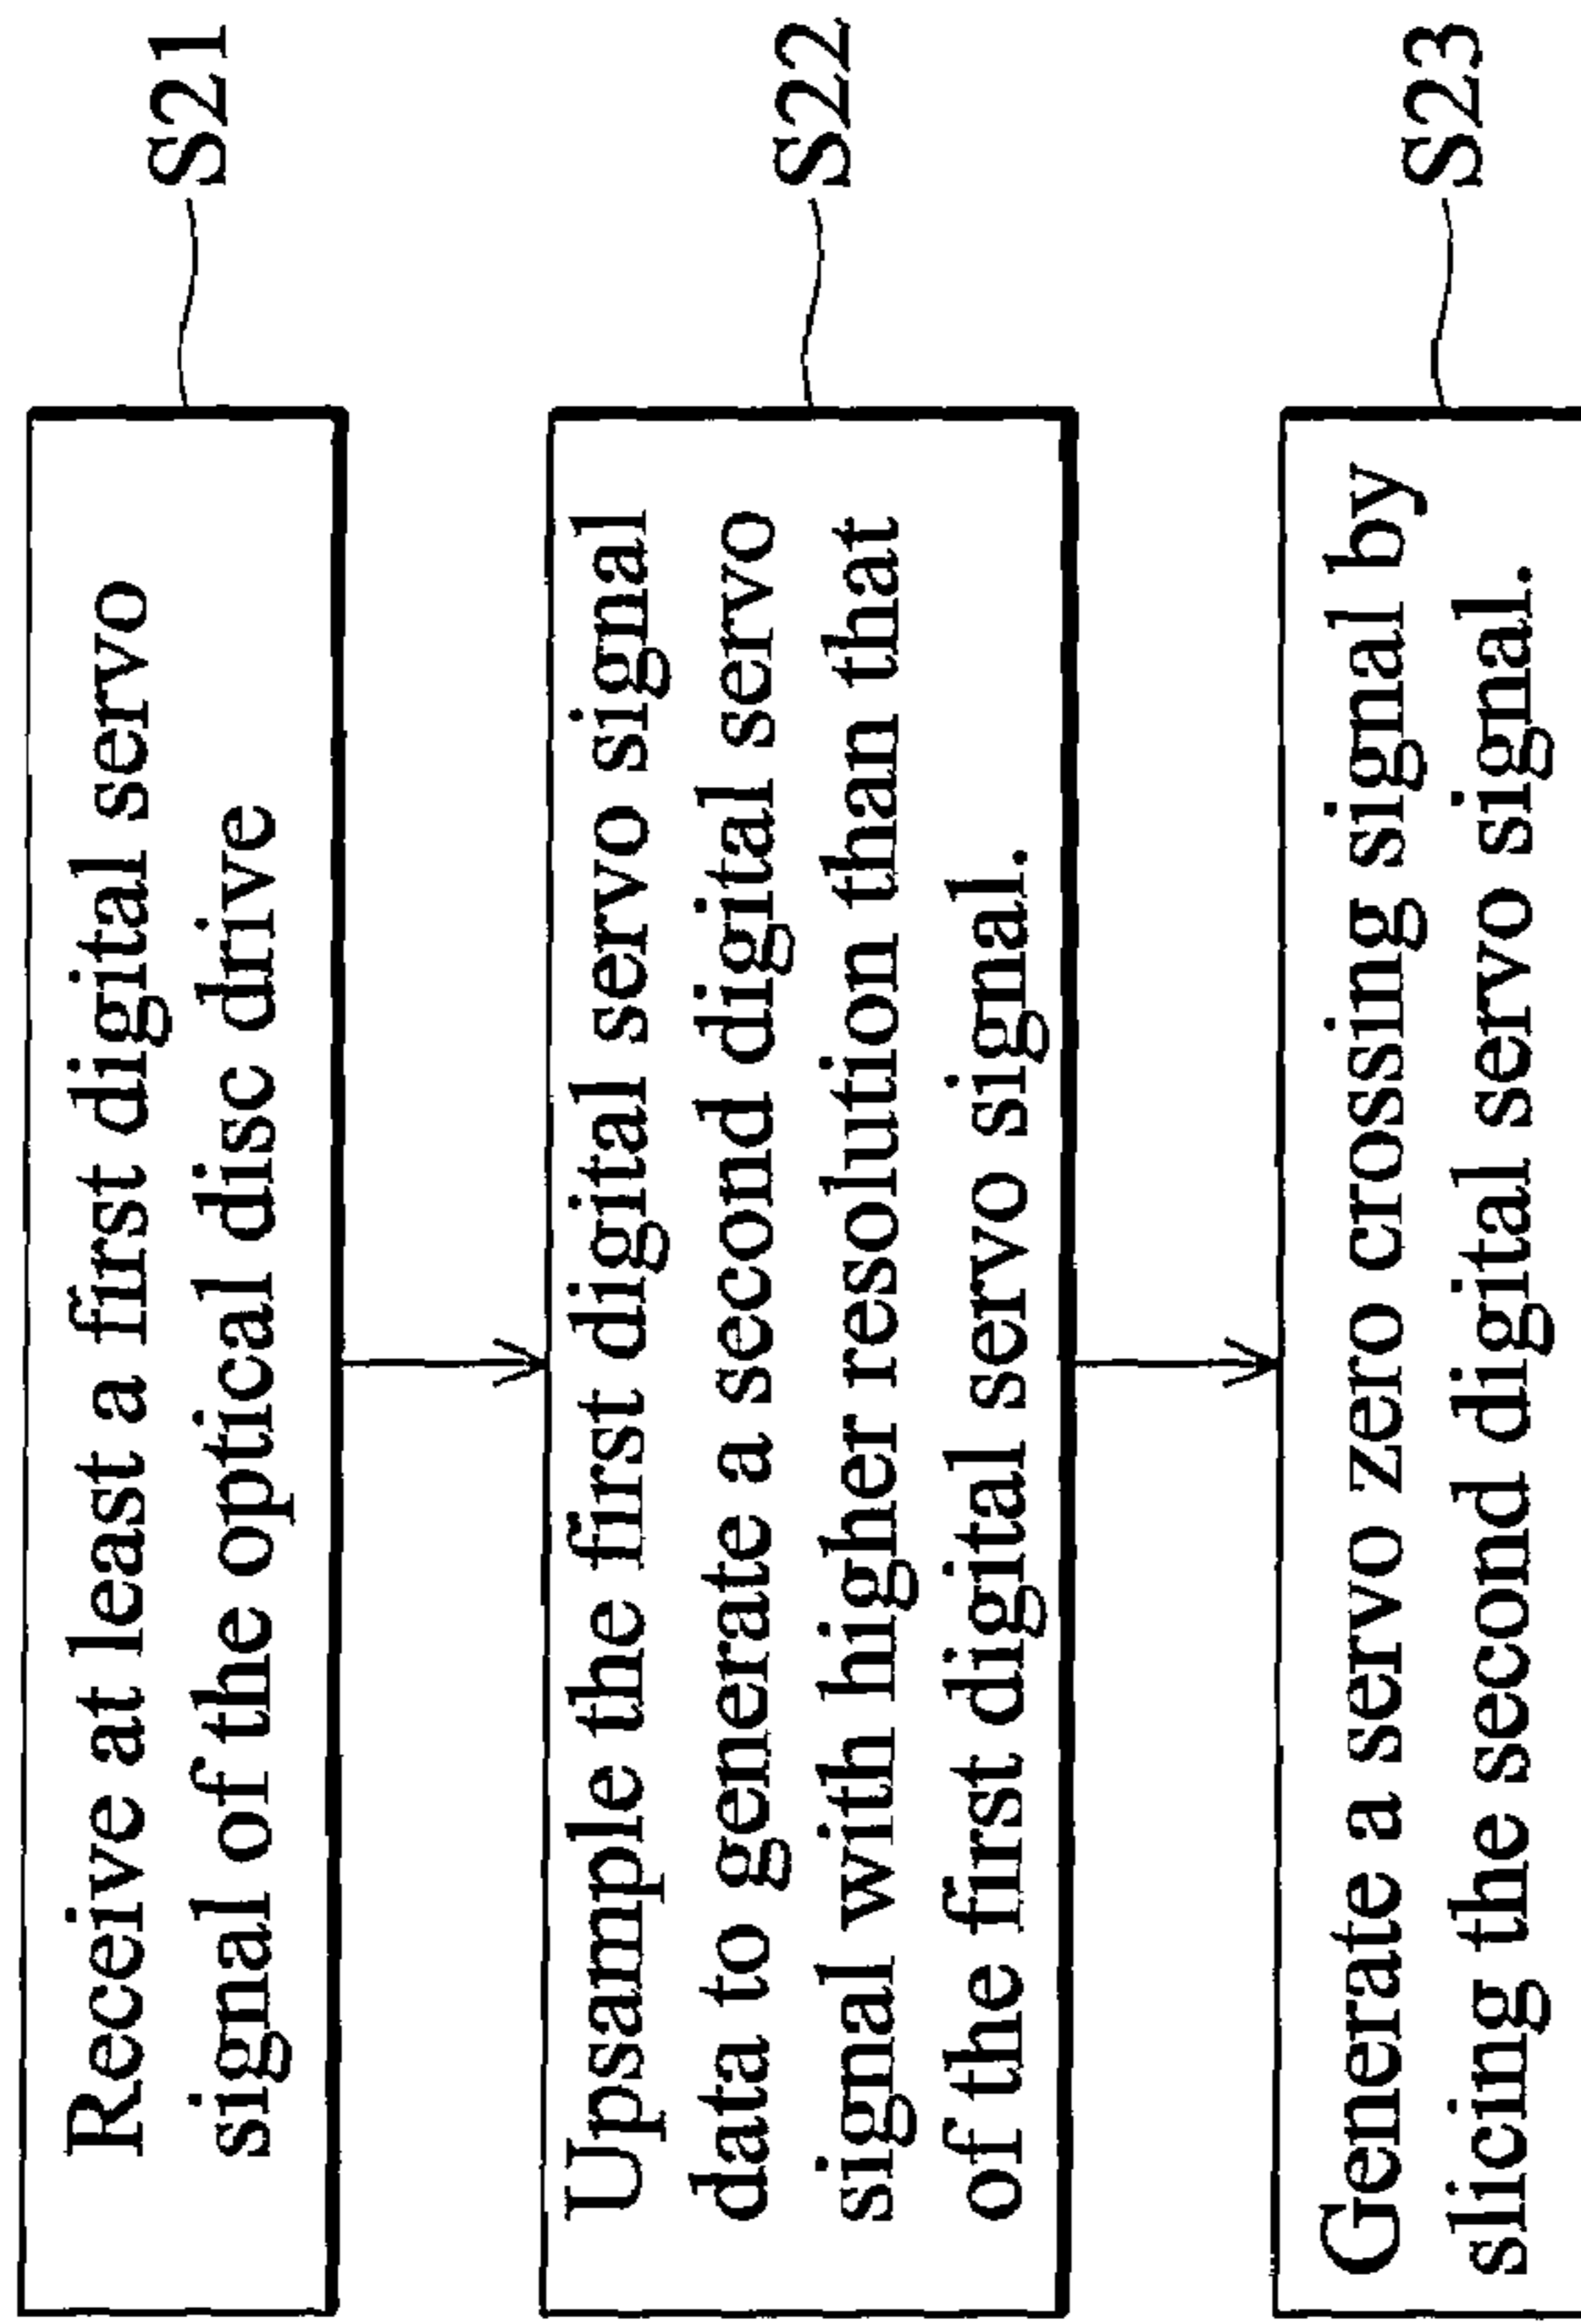 Receive at least a first digital servo
signal of the optical disc drive
S21
Upsample the first digital servo signal
data to generate a second digital servo
signal with higher resolution than that
of the first digital servo signal.
S22
Generate a servo zero crossing signal by
slicing the second digital servo signal.
S23